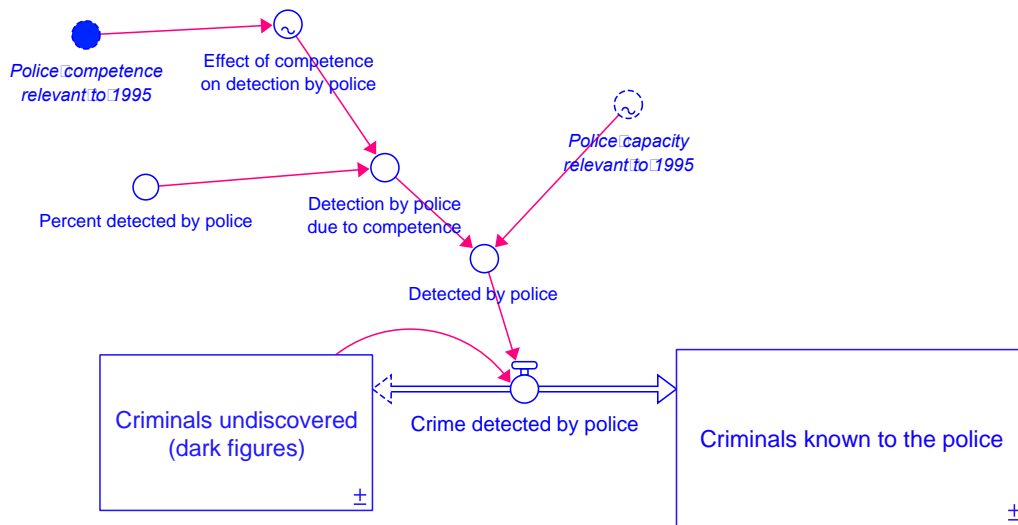 Effect of competence
on detection by police
Police competence
relevant to 1995
Police capacity
relevant to 1995
Percent detected by police
Detection by police
due to competence
Detected by police
Criminals undiscovered
(dark figures)
Crime detected by police
Criminals known to the police
±
±